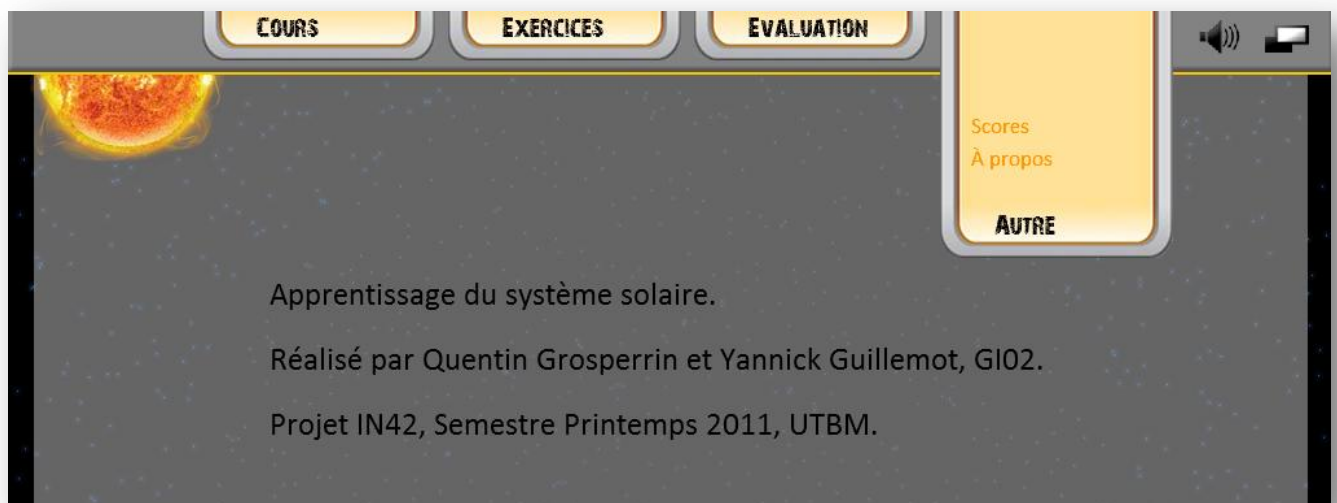 Cours
Exercices
Evaluation
Scores
À propos
Autre
Apprentissage du système solaire.
Réalisé par Quentin Grosperrin et Yannick Guillemot, GI02.
Projet IN42, Semestre Printemps 2011, UTBM.